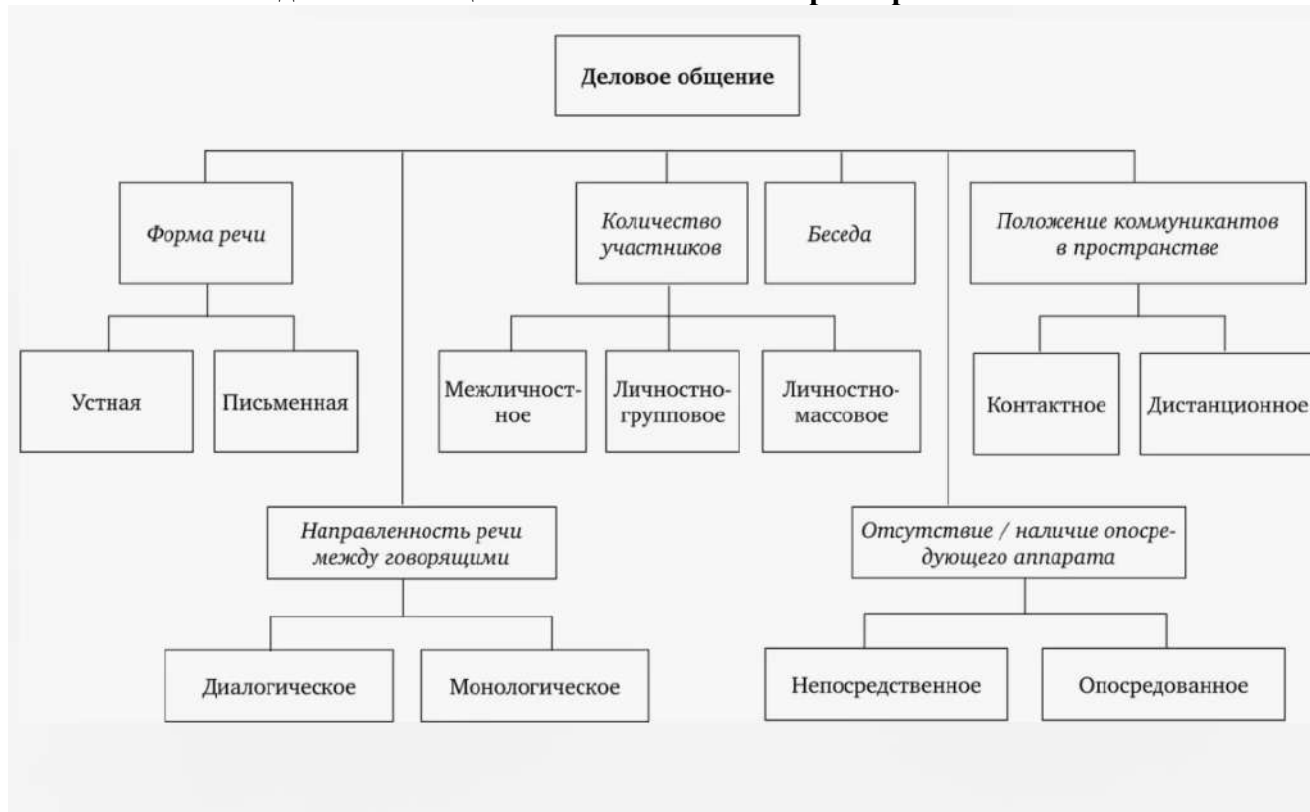 Деловое общение
Форма речи
Количество
участников
Беседа
Положение коммуникантов
в пространстве
Устная
Письменная
Межличност-
ное
Личностно-
групповое
Личностно-
массовое
Контактное
Дистанционное
Направленность речи
между говорящими
Отсутствие / наличие опосре-
дующего аппарата
Диалогическое
Монологическое
Непосредственное
Опосредованное